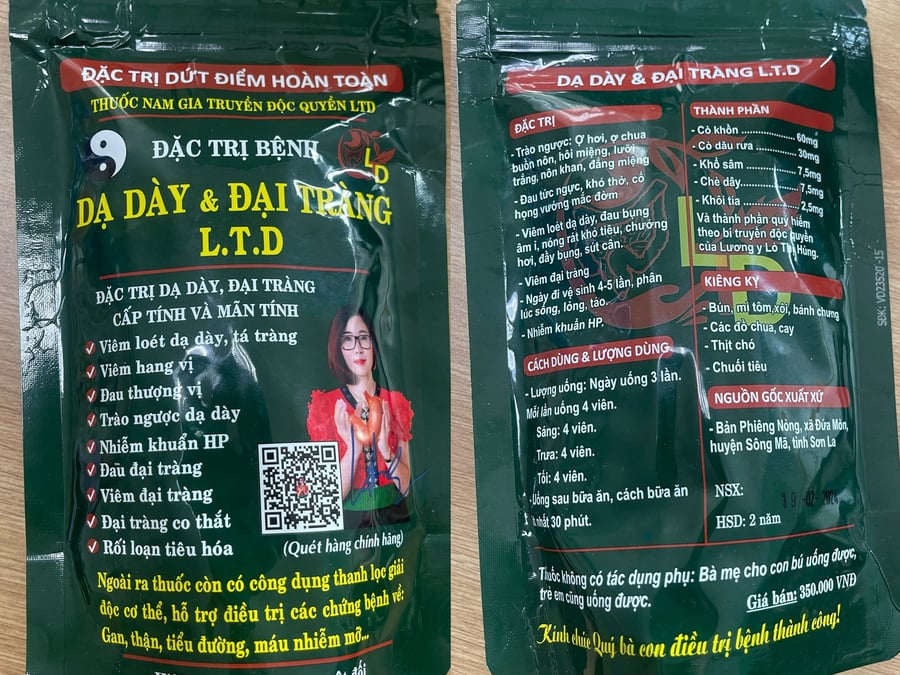 ĐẶC TRỊ DỨT ĐIỂM HOÀN TOÀN
THUỐC NAM GIA TRUYỀN ĐỘC QUYỀN LTD
ĐẶC TRỊ BỆNH
L
D
DẠ DÀY & ĐẠI TRÀNG
L.T.D
ĐẶC TRỊ DẠ DÀY, ĐẠI TRÀNG
CẤP TÍNH VÀ MÃN TÍNH
Viêm loét dạ dày, tá tràng
Viêm hang vị
Đau thượng vị
Trào ngược dạ dày
Nhiễm khuẩn HP
Đau đại tràng
Viêm đại tràng
Đại tràng co thắt
Rối loạn tiêu hóa
(Quét hàng chính hãng)
Ngoài ra thuốc còn có công dụng thanh lọc giải
độc cơ thể, hỗ trợ điều trị các chứng bệnh về:
Gan, thận, tiểu đường, máu nhiễm mỡ...
DẠ DÀY & ĐẠI TRÀNG L.T.D
ĐẶC TRỊ
- Trào ngược: Ợ hơi, ợ chua
buồn nôn, hôi miệng, lưỡi
trắng, nôn khan, đắng miệng
- Đau tức ngực, khó thở, cổ
họng vướng mắc đờm
- Viêm loét dạ dày, đau bụng
âm i, nóng rát khó tiêu, chướng
hơi, đầy bụng, sút cân.
- Viêm đại tràng
- Ngày đi vệ sinh 4-5 lần, phân
lúc sống, lỏng, táo.
- Nhiễm khuẩn HP.
CÁCH DÙNG & LƯỢNG DÙNG
- Lượng uống: Ngày uống 3 lần.
Mỗi lần uống 4 viên.
Sáng: 4 viên.
Trưa: 4 viên.
Tối: 4 viên.
- Uống sau bữa ăn, cách bữa ăn
nhất 30 phút.
THÀNH PHẦN
- Cò khồn ............... 60mg
- Cò dâu rưa ............ 30mg
- Khổ sâm ............... 7,5mg
- Chè dây ............... 7,5mg
- Khôi tia ............... 2,5mg
Và thành phần quý hiếm
theo bí truyền độc quyền
của Lương y Lò Thị Hùng.
L
T
D
KIÊNG KỴ
- Bún, mì tôm,xôi, bánh chưng
- Các đồ chua, cay
- Thịt chó
- Chuối tiêu
NGUỒN GỐC XUẤT XỨ
- Bản Phiêng Nòng, xã Đứa Mòn,
huyện Sông Mã, tỉnh Sơn La
NSX: 19 -02- 2024
HSD: 2 năm
SĐK: VD23520-15
Thuốc không có tác dụng phụ: Bà mẹ cho con bú uống được,
trẻ em cũng uống được.
Giá bán: 350.000 VNĐ
Kính chúc Quý bà con điều trị bệnh thành công!